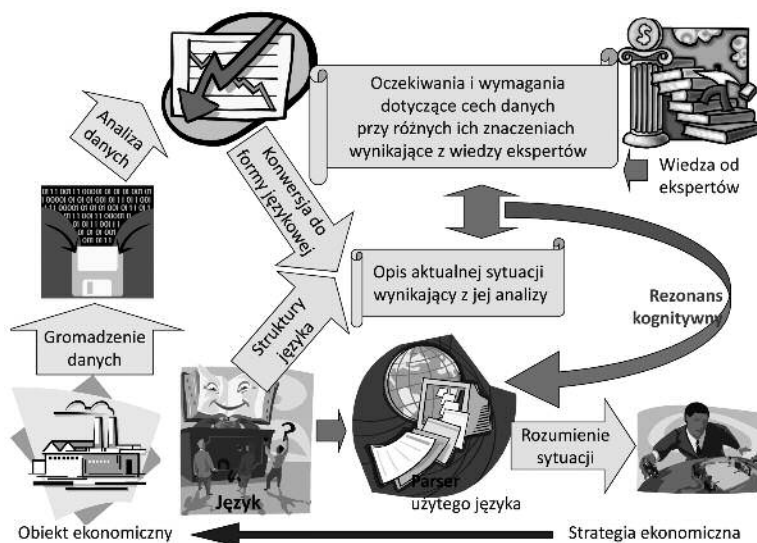 Oczekiwania i wymagania
dotyczące cech danych
przy różnych ich znaczeniach
wynikające z wiedzy ekspertów
Analiza
danych
Wiedza od
ekspertów
Konwersja do
formy językowej
Opis aktualnej sytuacji
wynikający z jej analizy
Rezonans
kognitywny
Struktury
języka
Gromadzenie
danych
Rozumienie
sytuacji
Parser
użytego języka
Język
Obiekt ekonomiczny
Strategia ekonomiczna